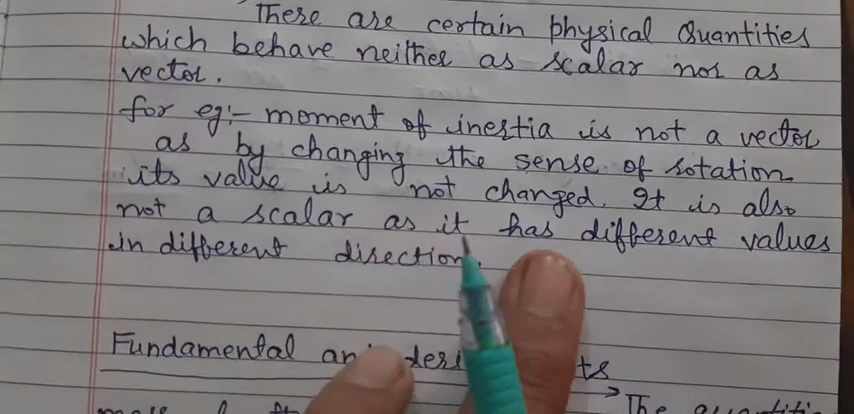 These are certain physical Quantities
which behave neither as scalar nor as
vector.
for eg:- moment of inertia is not a vector
as by changing the sense of rotation
its value is not changed. It is also
not a scalar as it has different values
in different direction.
Fundamental
The